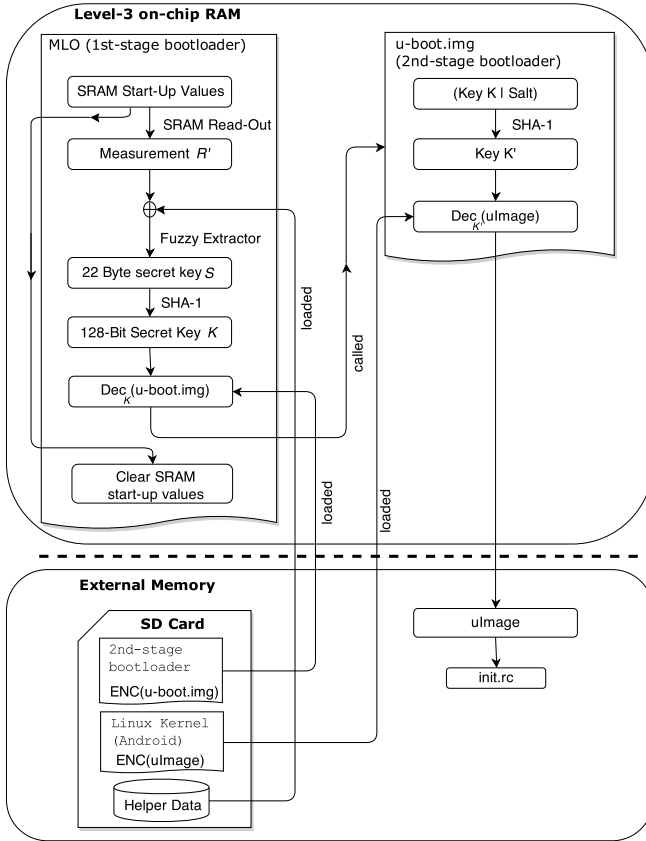 Level-3 on-chip RAM
MLO (1st-stage bootloader)
SRAM Start-Up Values
SRAM Read-Out
Measurement R'
Fuzzy Extractor
22 Byte secret key S
SHA-1
128-Bit Secret Key K
Dec (u-boot.img)
K
Clear SRAM
start-up values
u-boot.img
(2nd-stage bootloader)
(Key K | Salt)
SHA-1
Key K'
Dec (uImage)
K'
loaded
called
loaded
loaded
External Memory
SD Card
2nd-stage
bootloader
ENC(u-boot.img)
Linux Kernel
(Android)
ENC(uImage)
Helper Data
uImage
init.rc